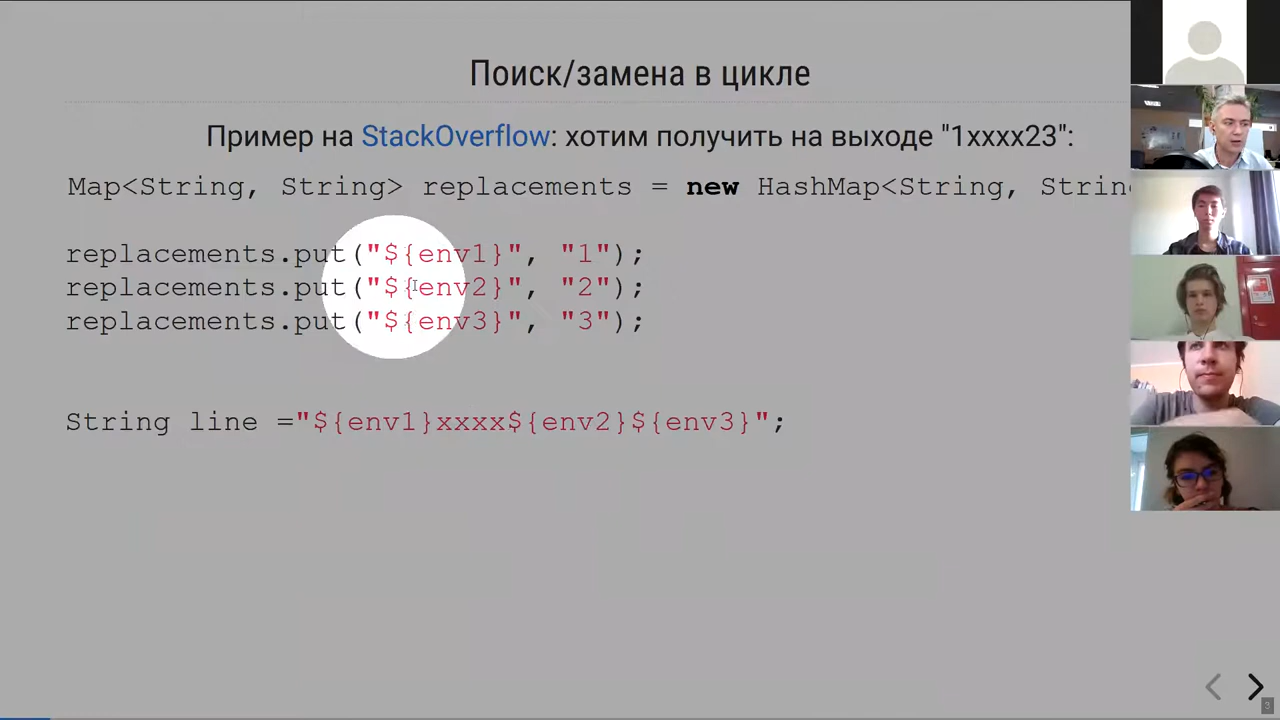 Поиск/замена в цикле
Пример на StackOverflow: хотим получить на выходе "1xxxx23":
Map<String, String> replacements = new HashMap<String, Strin
replacements.put("${env1}", "1");
replacements.put("${env2}", "2");
replacements.put("${env3}", "3");
String line ="${env1}xxxx${env2}${env3}";
3